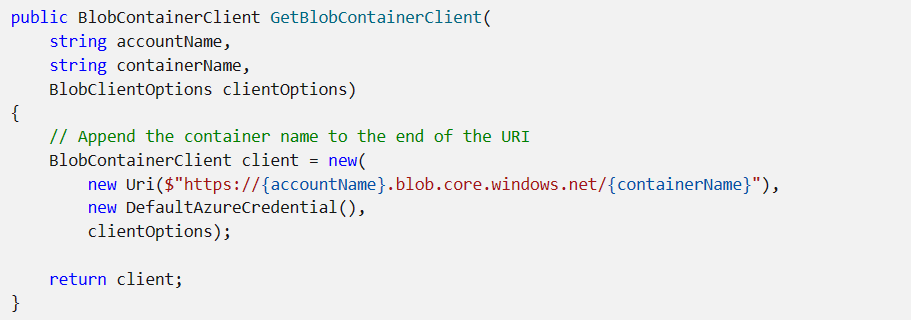 public BlobContainerClient GetBlobContainerClient(
    string accountName,
    string containerName,
    BlobClientOptions clientOptions)
{
    // Append the container name to the end of the URI
    BlobContainerClient client = new(
        new Uri($"https://{accountName}.blob.core.windows.net/{containerName}"),
        new DefaultAzureCredential(),
        clientOptions);

    return client;
}